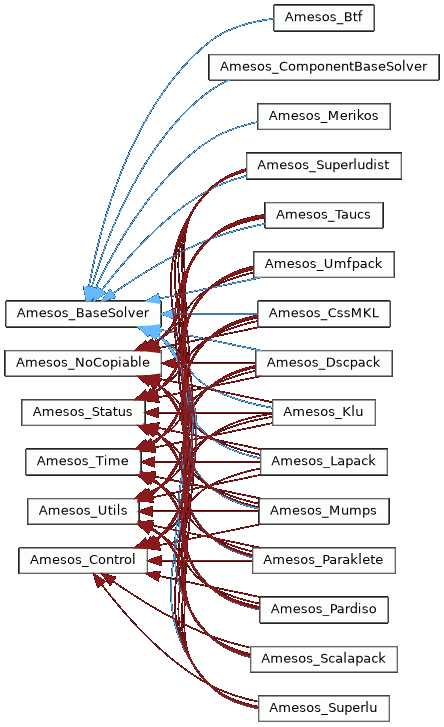 Amesos_Btf
Amesos_ComponentBaseSolver
Amesos_Merikos
Amesos_Superludist
Amesos_Taucs
Amesos_Umfpack
Amesos_BaseSolver
Amesos_CssMKL
Amesos_NoCopiable
Amesos_Dscpack
Amesos_Status
Amesos_Klu
Amesos_Time
Amesos_Lapack
Amesos_Utils
Amesos_Mumps
Amesos_Control
Amesos_Paraklete
Amesos_Pardiso
Amesos_Scalapack
Amesos_Superlu